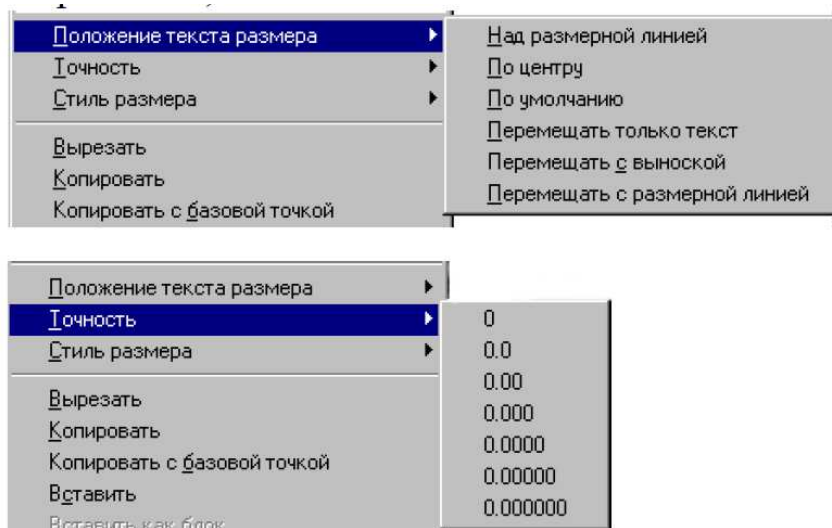 Положение текста размера
Точность
Стиль размера
Вырезать
Копировать
Копировать с базовой точкой
Над размерной линией
По центру
По умолчанию
Перемещать только текст
Перемещать с выноской
Перемещать с размерной линией
Положение текста размера
Точность
Стиль размера
Вырезать
Копировать
Копировать с базовой точкой
Вставить
Вставить как блок
0
0.0
0.00
0.000
0.0000
0.00000
0.000000